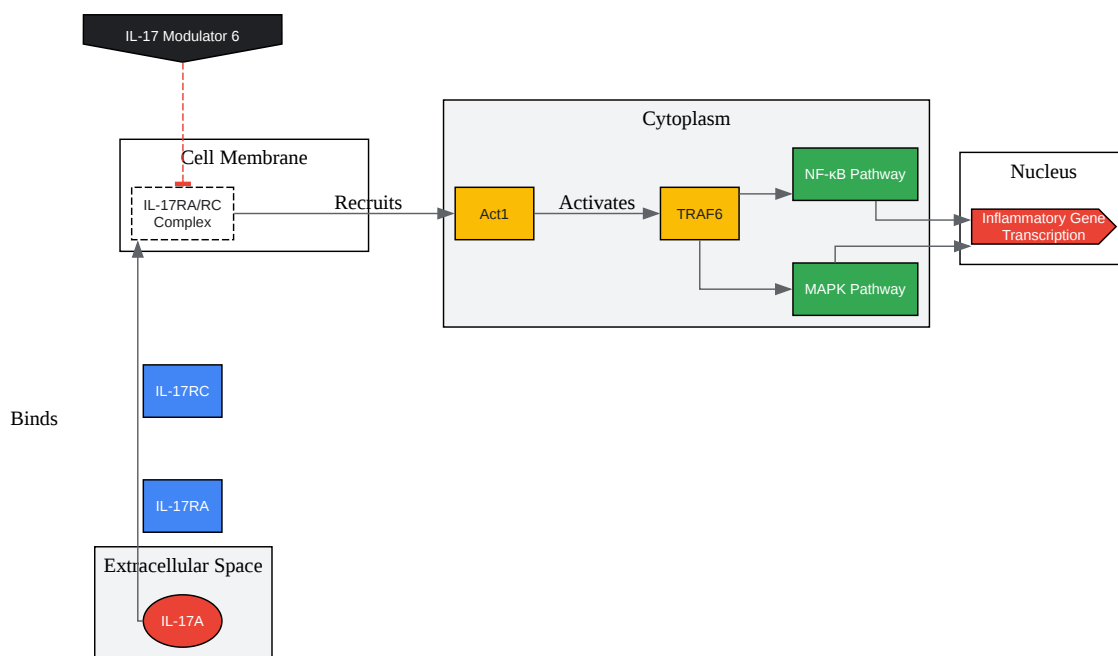 IL-17 Modulator 6
Cell Membrane
IL-17RA/RC
Complex
Recruits
Cytoplasm
Act1
Activates
TRAF6
NF-κB Pathway
MAPK Pathway
Nucleus
Inflammatory Gene
Transcription
IL-17RC
Binds
IL-17RA
Extracellular Space
IL-17A